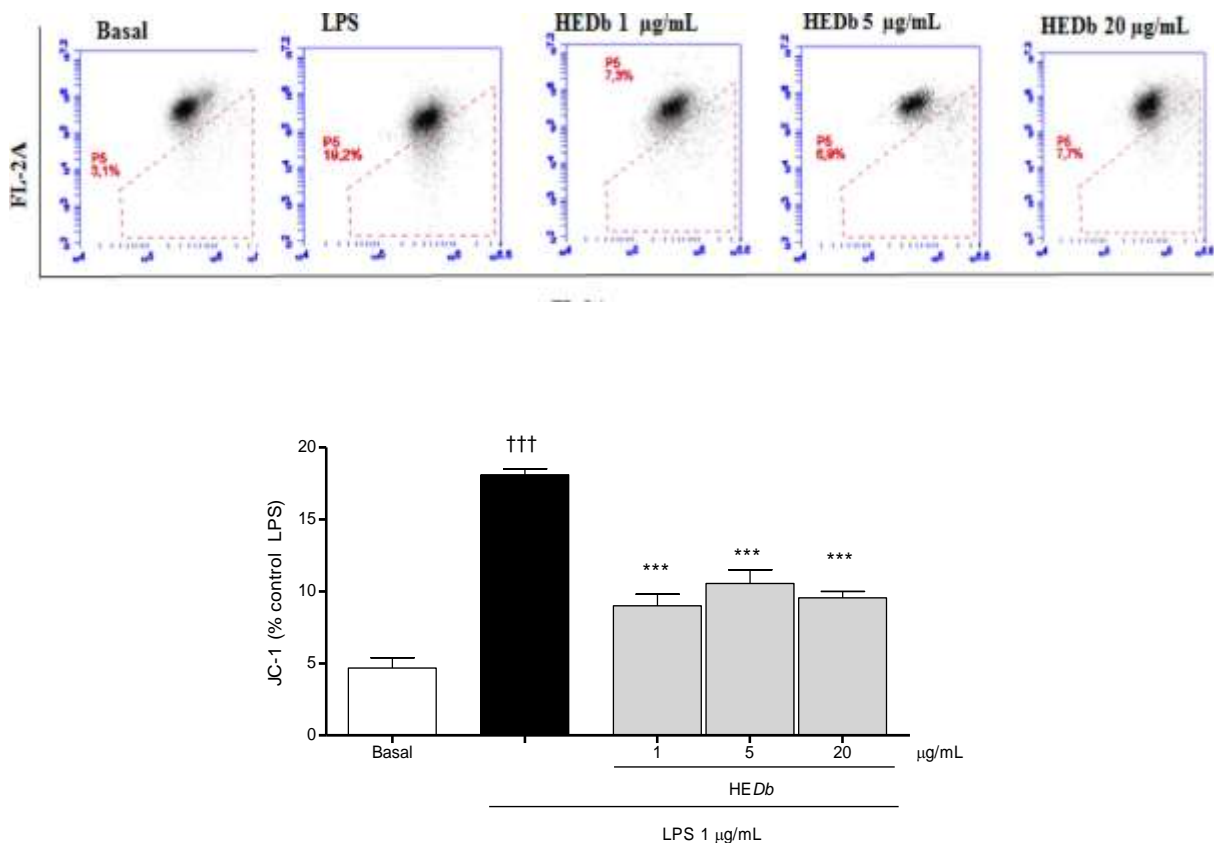 Basal
LPS
HEDb 1 µg/mL
HEDb 5 µg/mL
HEDb 20 µg/mL
FL-2A
P5
3,1%
P5
19,2%
P5
7,3%
P5
6,9%
P5
7,7%
†††
***
***
***
JC-1 (% control LPS)
20
15
10
5
0
Basal
1
5
20
µg/mL
HEDb
LPS 1 µg/mL